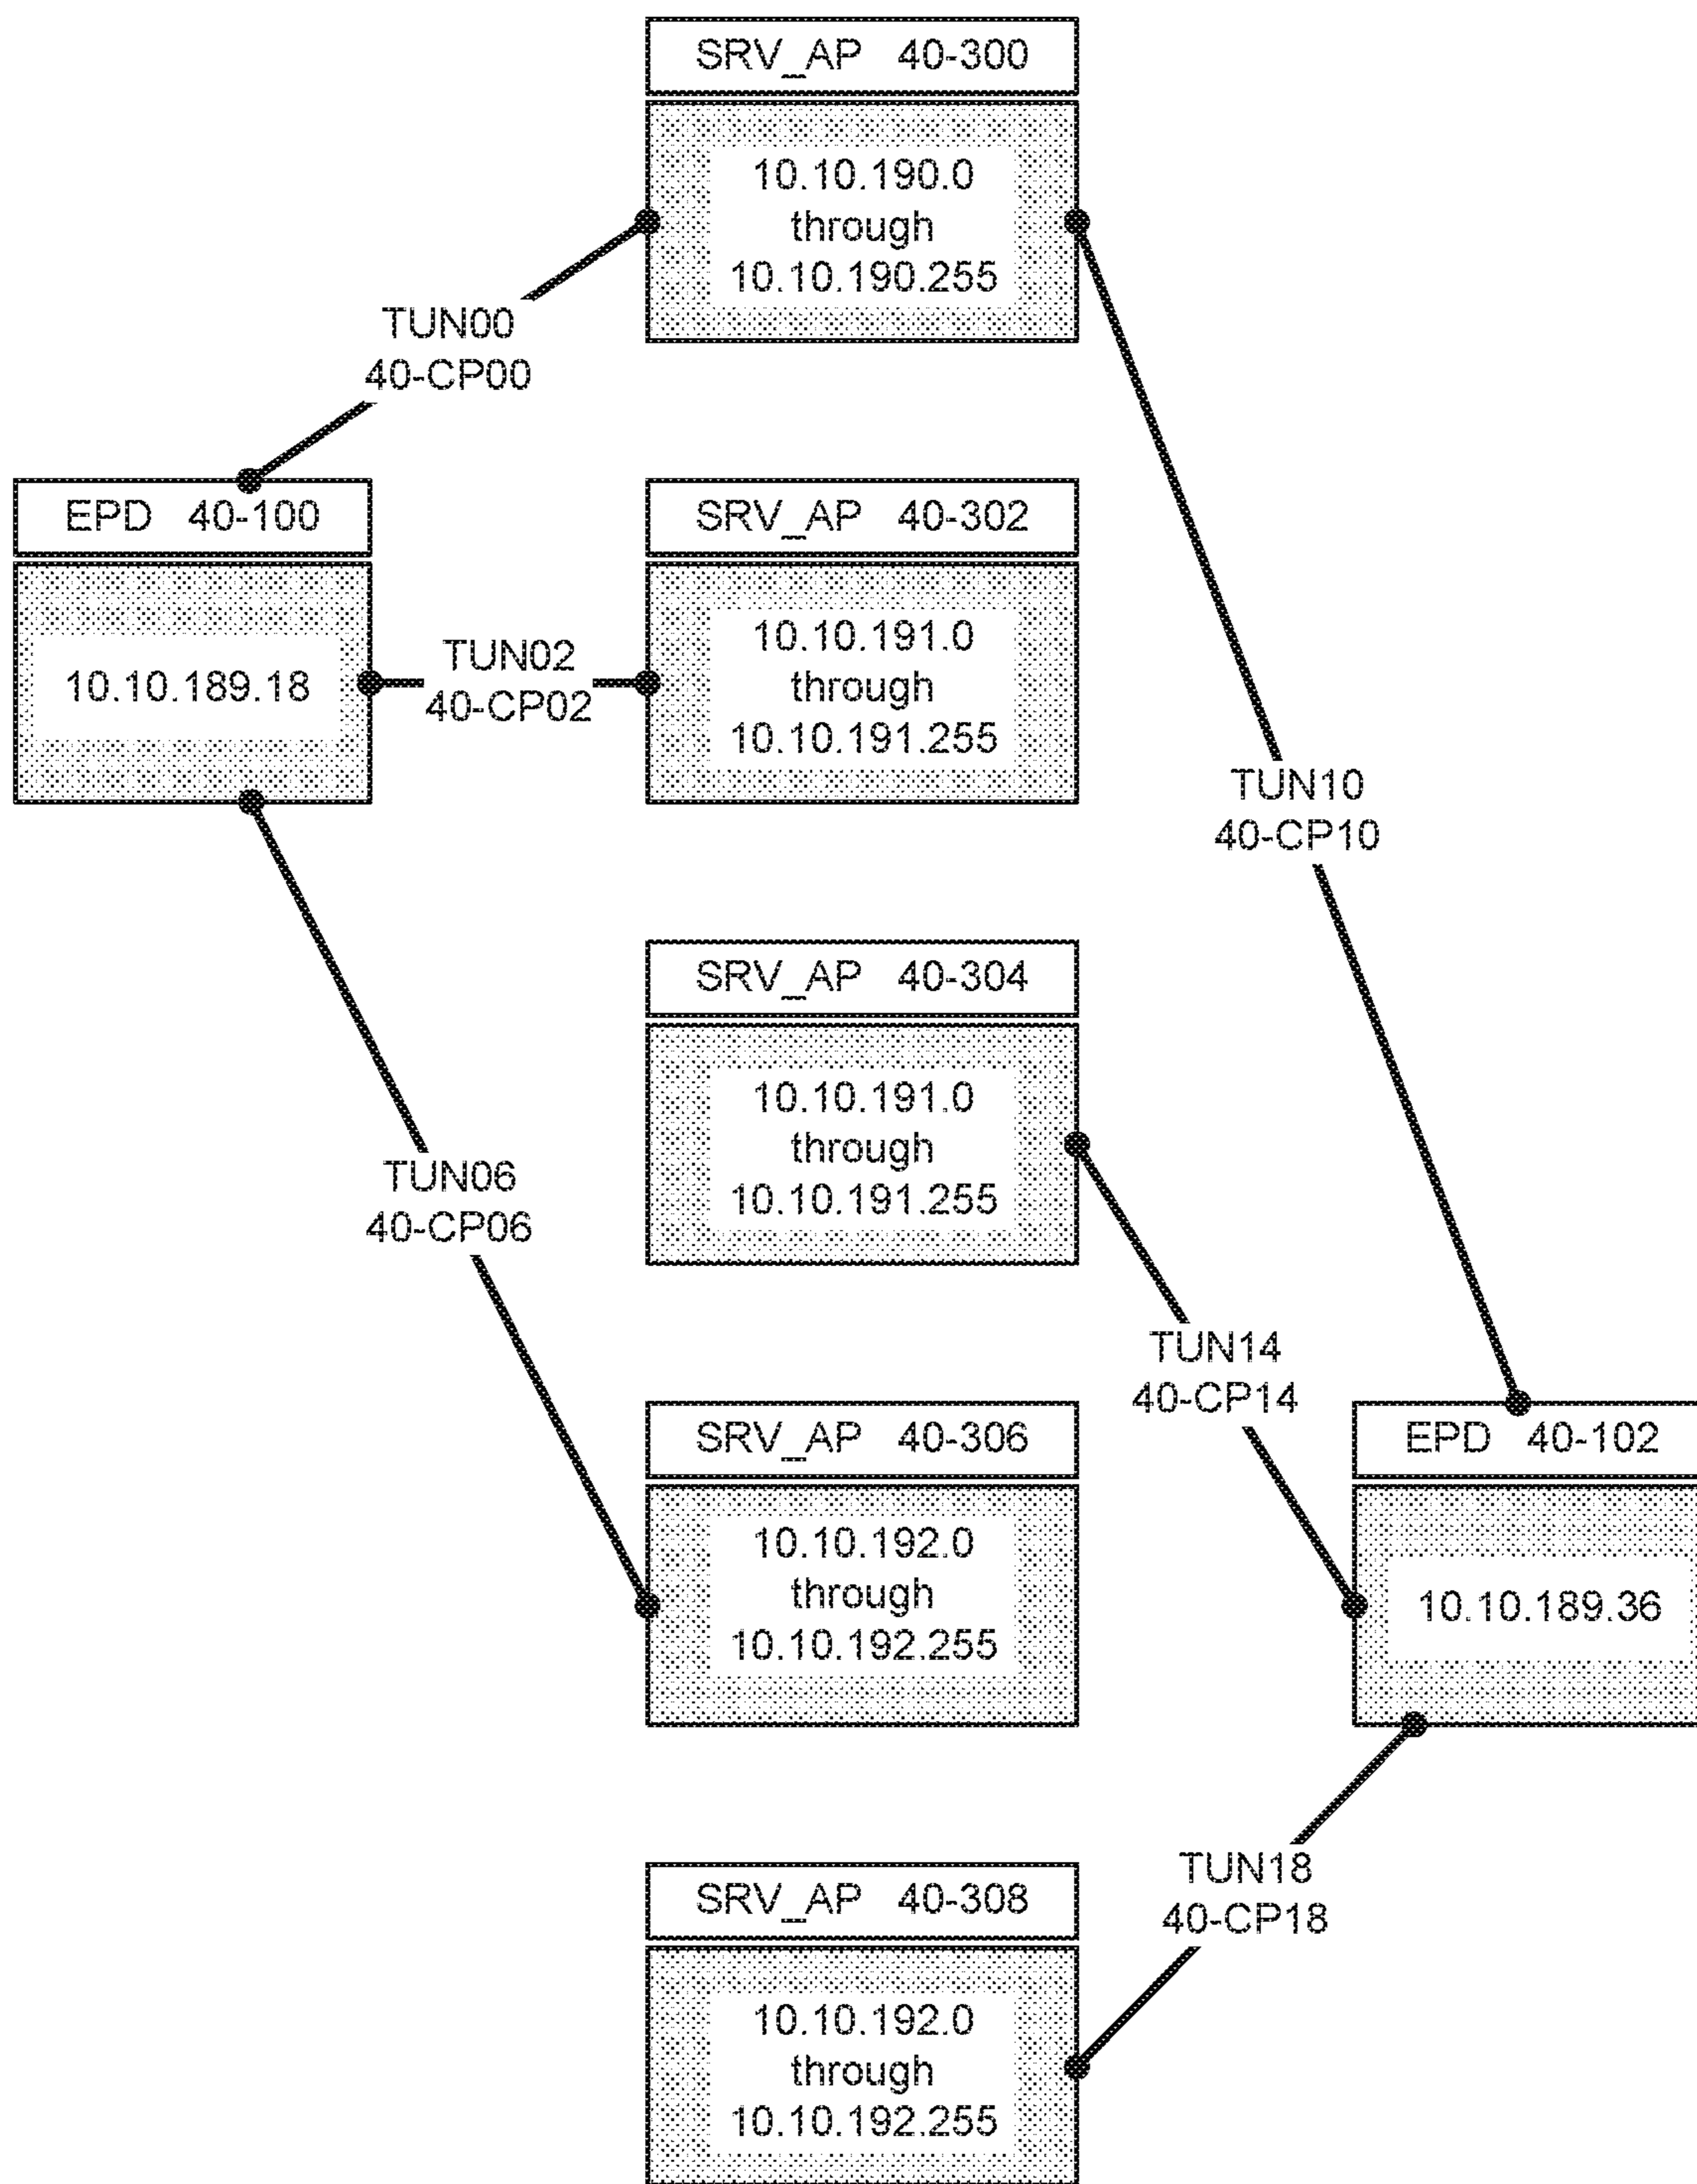 SRV_AP 40-300
10.10.190.0
through
10.10.190.255
TUN00
40-CP00
EPD 40-100
10.10.189.18
TUN02
40-CP02
SRV_AP 40-302
10.10.191.0
through
10.10.191.255
TUN10
40-CP10
SRV_AP 40-304
10.10.191.0
through
10.10.191.255
TUN06
40-CP06
TUN14
40-CP14
SRV_AP 40-306
10.10.192.0
through
10.10.192.255
EPD 40-102
10.10.189.36
TUN18
40-CP18
SRV_AP 40-308
10.10.192.0
through
10.10.192.255